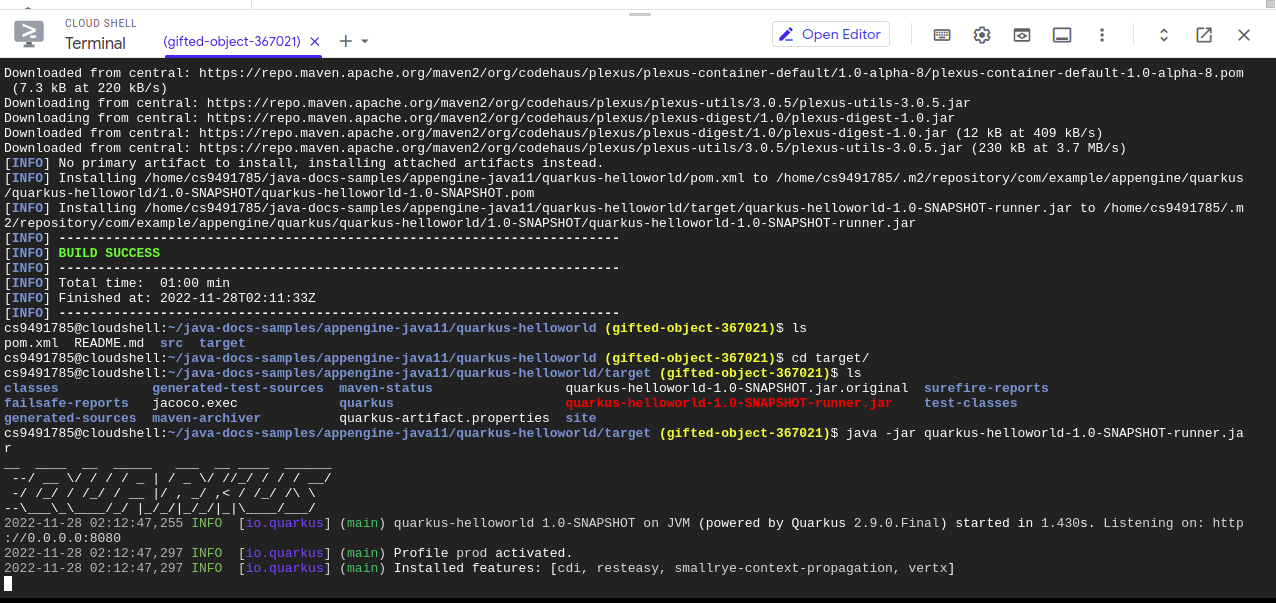 CLOUD SHELL
Terminal
(gifted-object-367021)
Open Editor
Downloaded from central: https://repo.maven.apache.org/maven2/org/codehaus/plexus/plexus-container-default/1.0-alpha-8/plexus-container-default-1.0-alpha-8.pom
(7.3 kB at 220 kB/s)
Downloading from central: https://repo.maven.apache.org/maven2/org/codehaus/plexus/plexus-utils/3.0.5/plexus-utils-3.0.5.jar
Downloading from central: https://repo.maven.apache.org/maven2/org/codehaus/plexus/plexus-digest/1.0/plexus-digest-1.0.jar
Downloaded from central: https://repo.maven.apache.org/maven2/org/codehaus/plexus/plexus-digest/1.0/plexus-digest-1.0.jar (12 kB at 409 kB/s)
Downloaded from central: https://repo.maven.apache.org/maven2/org/codehaus/plexus/plexus-utils/3.0.5/plexus-utils-3.0.5.jar (230 kB at 3.7 MB/s)
[INFO] No primary artifact to install, installing attached artifacts instead.
[INFO] Installing /home/cs9491785/java-docs-samples/appengine-java11/quarkus-helloworld/pom.xml to /home/cs9491785/.m2/repository/com/example/appengine/quarkus
/quarkus-helloworld/1.0-SNAPSHOT/quarkus-helloworld-1.0-SNAPSHOT.pom
[INFO] Installing /home/cs9491785/java-docs-samples/appengine-java11/quarkus-helloworld/target/quarkus-helloworld-1.0-SNAPSHOT-runner.jar to /home/cs9491785/.m
2/repository/com/example/appengine/quarkus/quarkus-helloworld/1.0-SNAPSHOT/quarkus-helloworld-1.0-SNAPSHOT-runner.jar
[INFO] ------------------------------------------------------------------------
[INFO] BUILD SUCCESS
[INFO] ------------------------------------------------------------------------
[INFO] Total time:  01:00 min
[INFO] Finished at: 2022-11-28T02:11:33Z
[INFO] ------------------------------------------------------------------------
cs9491785@cloudshell:~/java-docs-samples/appengine-java11/quarkus-helloworld (gifted-object-367021)$ ls
pom.xml  README.md  src  target
cs9491785@cloudshell:~/java-docs-samples/appengine-java11/quarkus-helloworld (gifted-object-367021)$ cd target/
cs9491785@cloudshell:~/java-docs-samples/appengine-java11/quarkus-helloworld/target (gifted-object-367021)$ ls
classes            generated-test-sources  maven-status                 quarkus-helloworld-1.0-SNAPSHOT.jar.original  surefire-reports
failsafe-reports   jacoco.exec             quarkus                      quarkus-helloworld-1.0-SNAPSHOT-runner.jar    test-classes
generated-sources  maven-archiver          quarkus-artifact.properties  site
cs9491785@cloudshell:~/java-docs-samples/appengine-java11/quarkus-helloworld/target (gifted-object-367021)$ java -jar quarkus-helloworld-1.0-SNAPSHOT-runner.ja
r
__  ____  __  _____   ___  __ ____  ______
 --/ __ \/ / / / _ | / _ \/ //_/ / / / __/
 -/ /_/ / /_/ / __ |/ , _/ ,< / /_/ /\ \
--\___\_\____/_/ |_/_/|_/_/|_|\____/___/
2022-11-28 02:12:47,255 INFO  [io.quarkus] (main) quarkus-helloworld 1.0-SNAPSHOT on JVM (powered by Quarkus 2.9.0.Final) started in 1.430s. Listening on: http
://0.0.0.0:8080
2022-11-28 02:12:47,297 INFO  [io.quarkus] (main) Profile prod activated.
2022-11-28 02:12:47,297 INFO  [io.quarkus] (main) Installed features: [cdi, resteasy, smallrye-context-propagation, vertx]